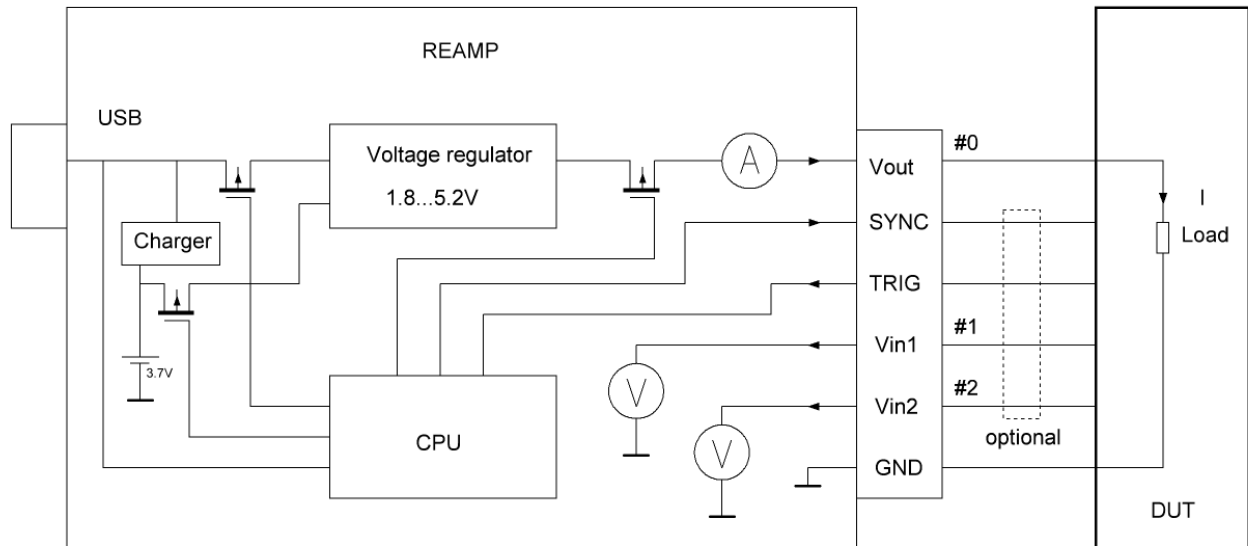 REAMP
USB
Voltage regulator
1.8...5.2V
A
Vout
#0
I
Load
Charger
SYNC
TRIG
#1
Vin1
V
3.7V
#2
Vin2
V
CPU
optional
GND
DUT